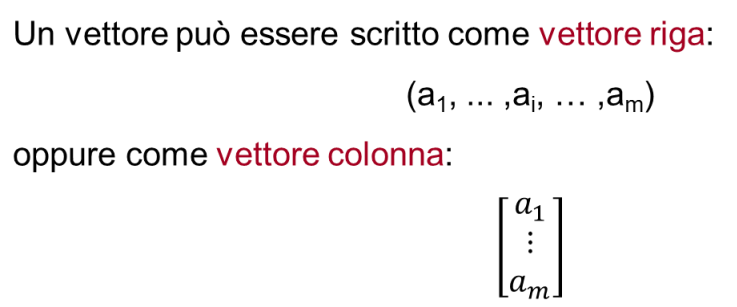 Un vettore può essere scritto come vettore riga:
(a₁, ... ,aᵢ, ... ,aₘ)
oppure come vettore colonna:
a₁
⋮
aₘ